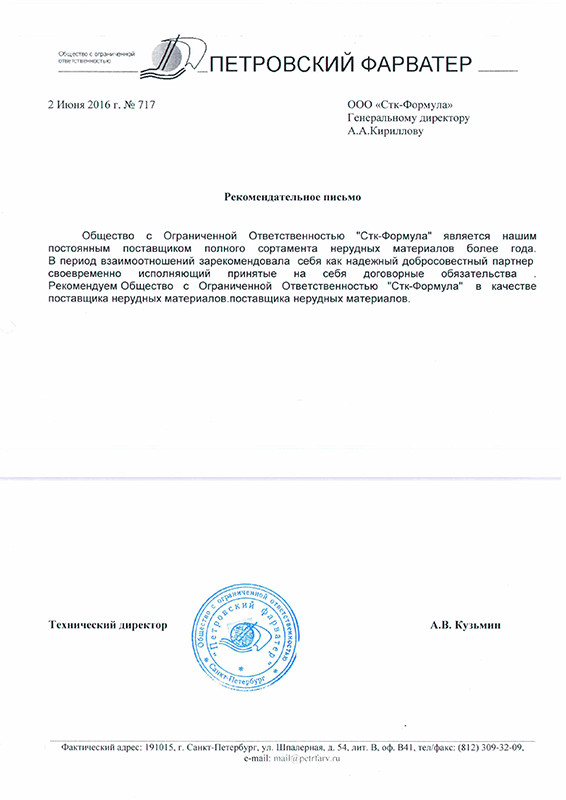 Общество с ограниченной
ответственностью
ПЕТРОВСКИЙ ФАРВАТЕР
2 Июня 2016 г. № 717
ООО «Стк-Формула»
Генеральному директору
А.А.Кириллову
Рекомендательное письмо
Общество с Ограниченной Ответственностью "Стк-Формула" является нашим
постоянным поставщиком полного сортамента нерудных материалов более года.
В период взаимоотношений зарекомендовала себя как надежный добросовестный партнер
своевременно исполняющий принятые на себя договорные обязательства .
Рекомендуем Общество с Ограниченной Ответственностью "Стк-Формула" в качестве
поставщика нерудных материалов.поставщика нерудных материалов.
Технический директор
Общество с ограниченной ответственностью
"Петровский фарватер"
* Санкт-Петербург *
А.В. Кузьмин
Фактический адрес: 191015, г. Санкт-Петербург, ул. Шпалерная, д. 54, лит. В, оф. В41, тел/факс: (812) 309-32-09,
e-mail: mail@petrfarv.ru